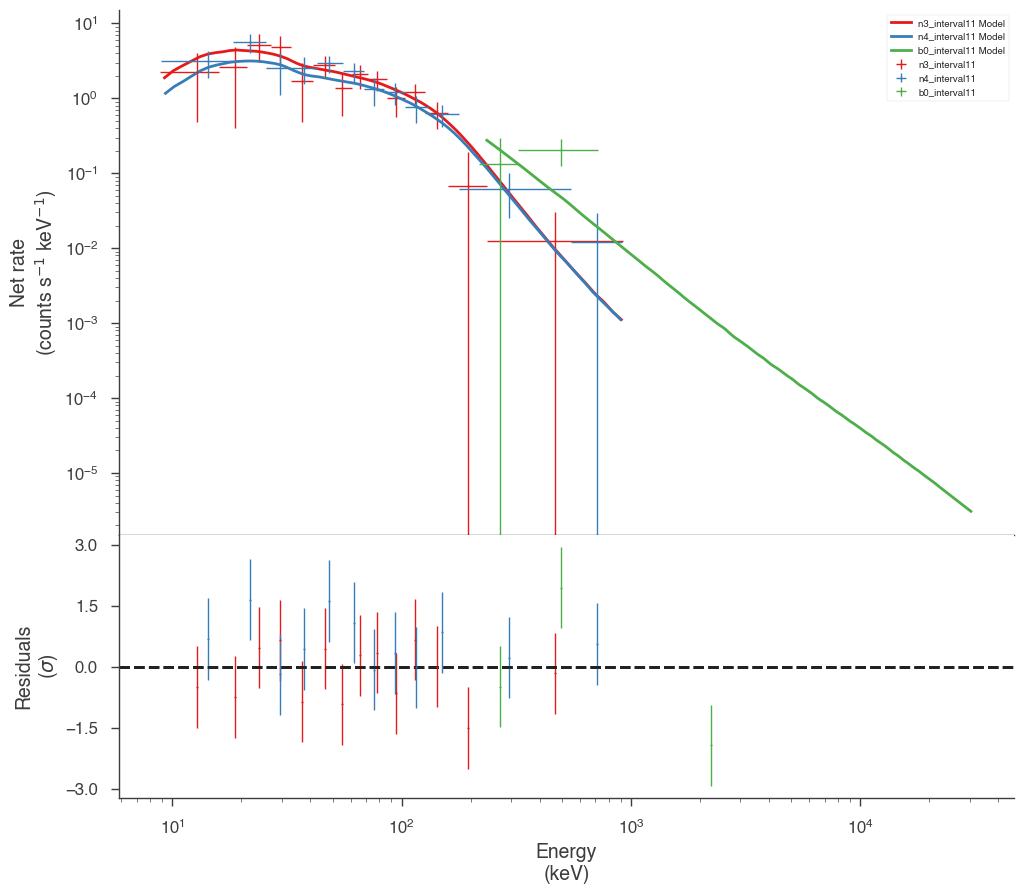 n3_interval11 Model
n4_interval11 Model
b0_interval11 Model
n3_interval11
n4_interval11
b0_interval11
10¹
10⁰
10⁻¹
10⁻²
10⁻³
10⁻⁴
10⁻⁵
Net rate
(counts s⁻¹ keV⁻¹)
3.0
1.5
0.0
−1.5
−3.0
Residuals
(σ)
10¹ 10² 10³ 10⁴
Energy
(keV)